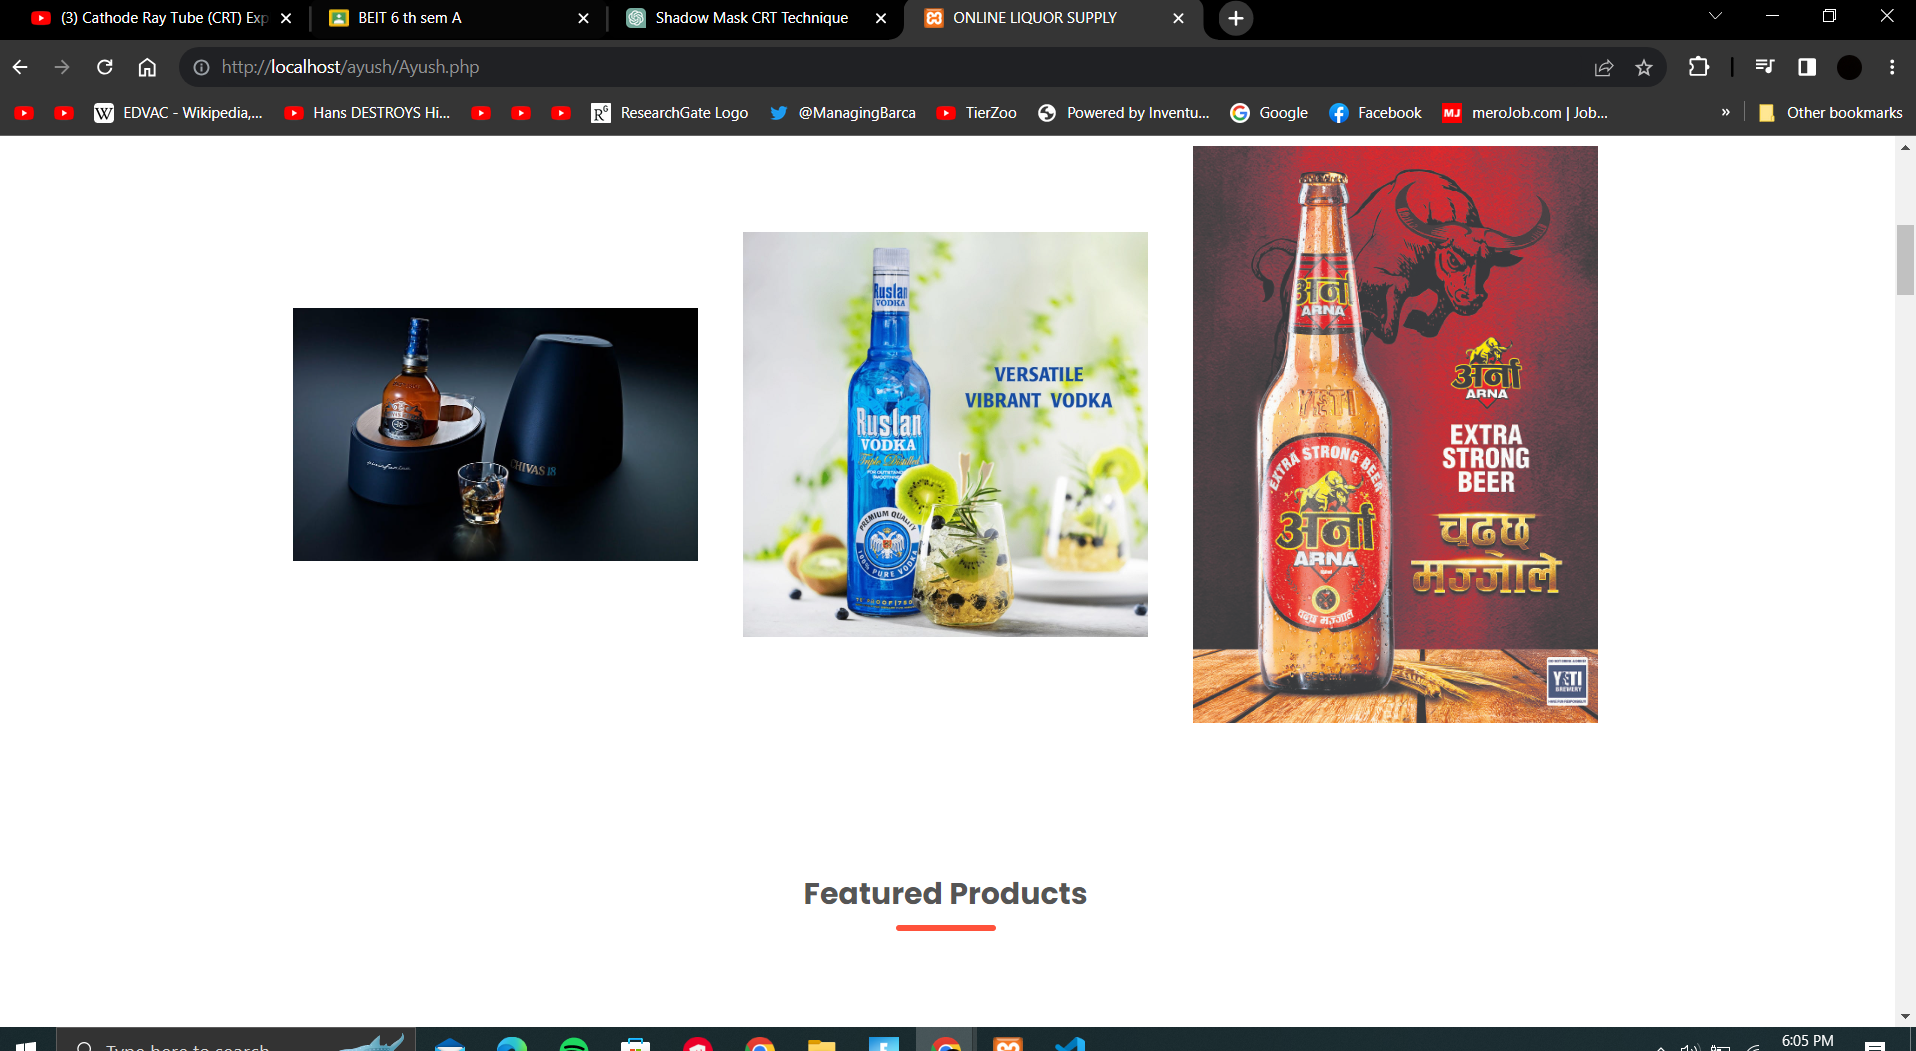 (3) Cathode Ray Tube (CRT) Exp
BEIT 6 th sem A
Shadow Mask CRT Technique
ONLINE LIQUOR SUPPLY
http://localhost/ayush/Ayush.php
EDVAC - Wikipedia,...
Hans DESTROYS Hi...
ResearchGate Logo
@ManagingBarca
TierZoo
Powered by Inventu...
Google
Facebook
MJ
meroJob.com | Job...
»
Other bookmarks
CHIVAS 18
Ruslan
VODKA
VERSATILE
VIBRANT VODKA
Ruslan
VODKA
Triple Distilled
PREMIUM QUALITY
100% PURE VODKA
अर्ना
ARNA
YETI
EXTRA STRONG BEER
अर्ना
ARNA
चढ्छ मज्जाले
अर्ना
ARNA
EXTRA
STRONG
BEER
चढ्छ
मज्जाले
YETI
BREWERY
Featured Products
Type here to search
6:05 PM